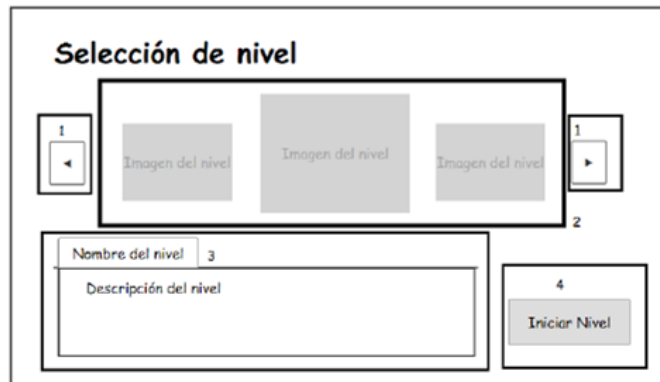 Selección de nivel
1
◄
Imagen del nivel
Imagen del nivel
Imagen del nivel
1
►
2
Nombre del nivel
3
Descripción del nivel
4
Iniciar Nivel